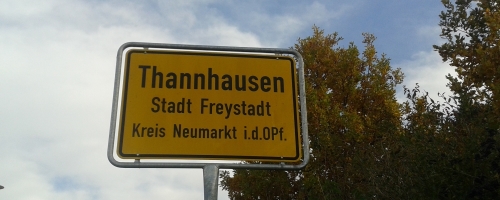 Thannhausen
Stadt Freystadt
Kreis Neumarkt i.d.OPf.